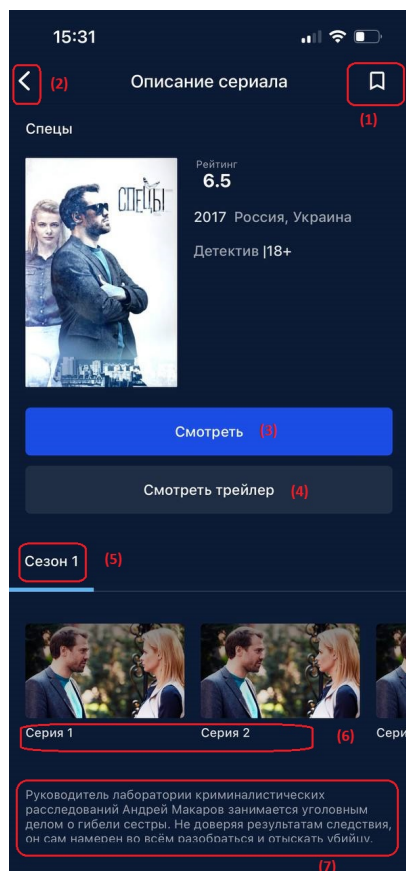 15:31
(2) Описание сериала
(1)
Спецы
Рейтинг
6.5
СПЕЦЫ
2017 Россия, Украина
Детектив |18+
Смотреть (3)
Смотреть трейлер (4)
Сезон 1 (5)
Серия 1 Серия 2 (6) Сери
Руководитель лаборатории криминалистических
расследований Андрей Макаров занимается уголовным
делом о гибели сестры. Не доверяя результатам следствия,
он сам намерен во всём разобраться и отыскать убийцу.
(7)